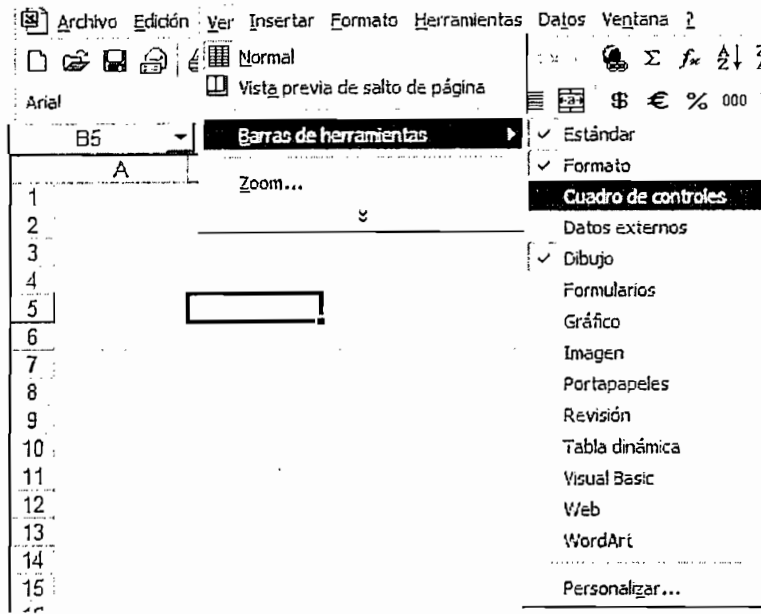 Archivo Edición Ver Insertar Formato Herramientas Datos Ventana ?
Normal
Vista previa de salto de página
Σ fx
Arial
$ € % 000
B5
Barras de herramientas
Zoom...
Estándar
Formato
Cuadro de controles
Datos externos
Dibujo
Formularios
Gráfico
Imagen
Portapapeles
Revisión
Tabla dinámica
Visual Basic
Web
WordArt
Personalizar...
A
1
2
3
4
5
6
7
8
9
10
11
12
13
14
15